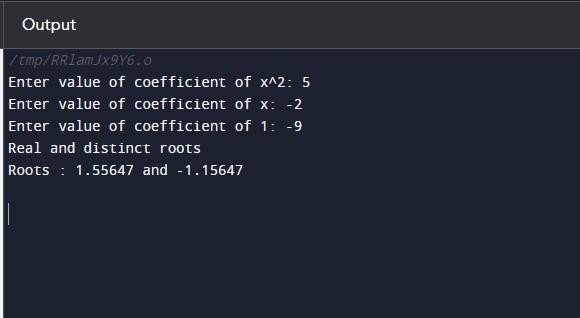 Output
/tmp/RRlamJx9Y6.o
Enter value of coefficient of x^2: 5
Enter value of coefficient of x: -2
Enter value of coefficient of 1: -9
Real and distinct roots
Roots : 1.55647 and -1.15647